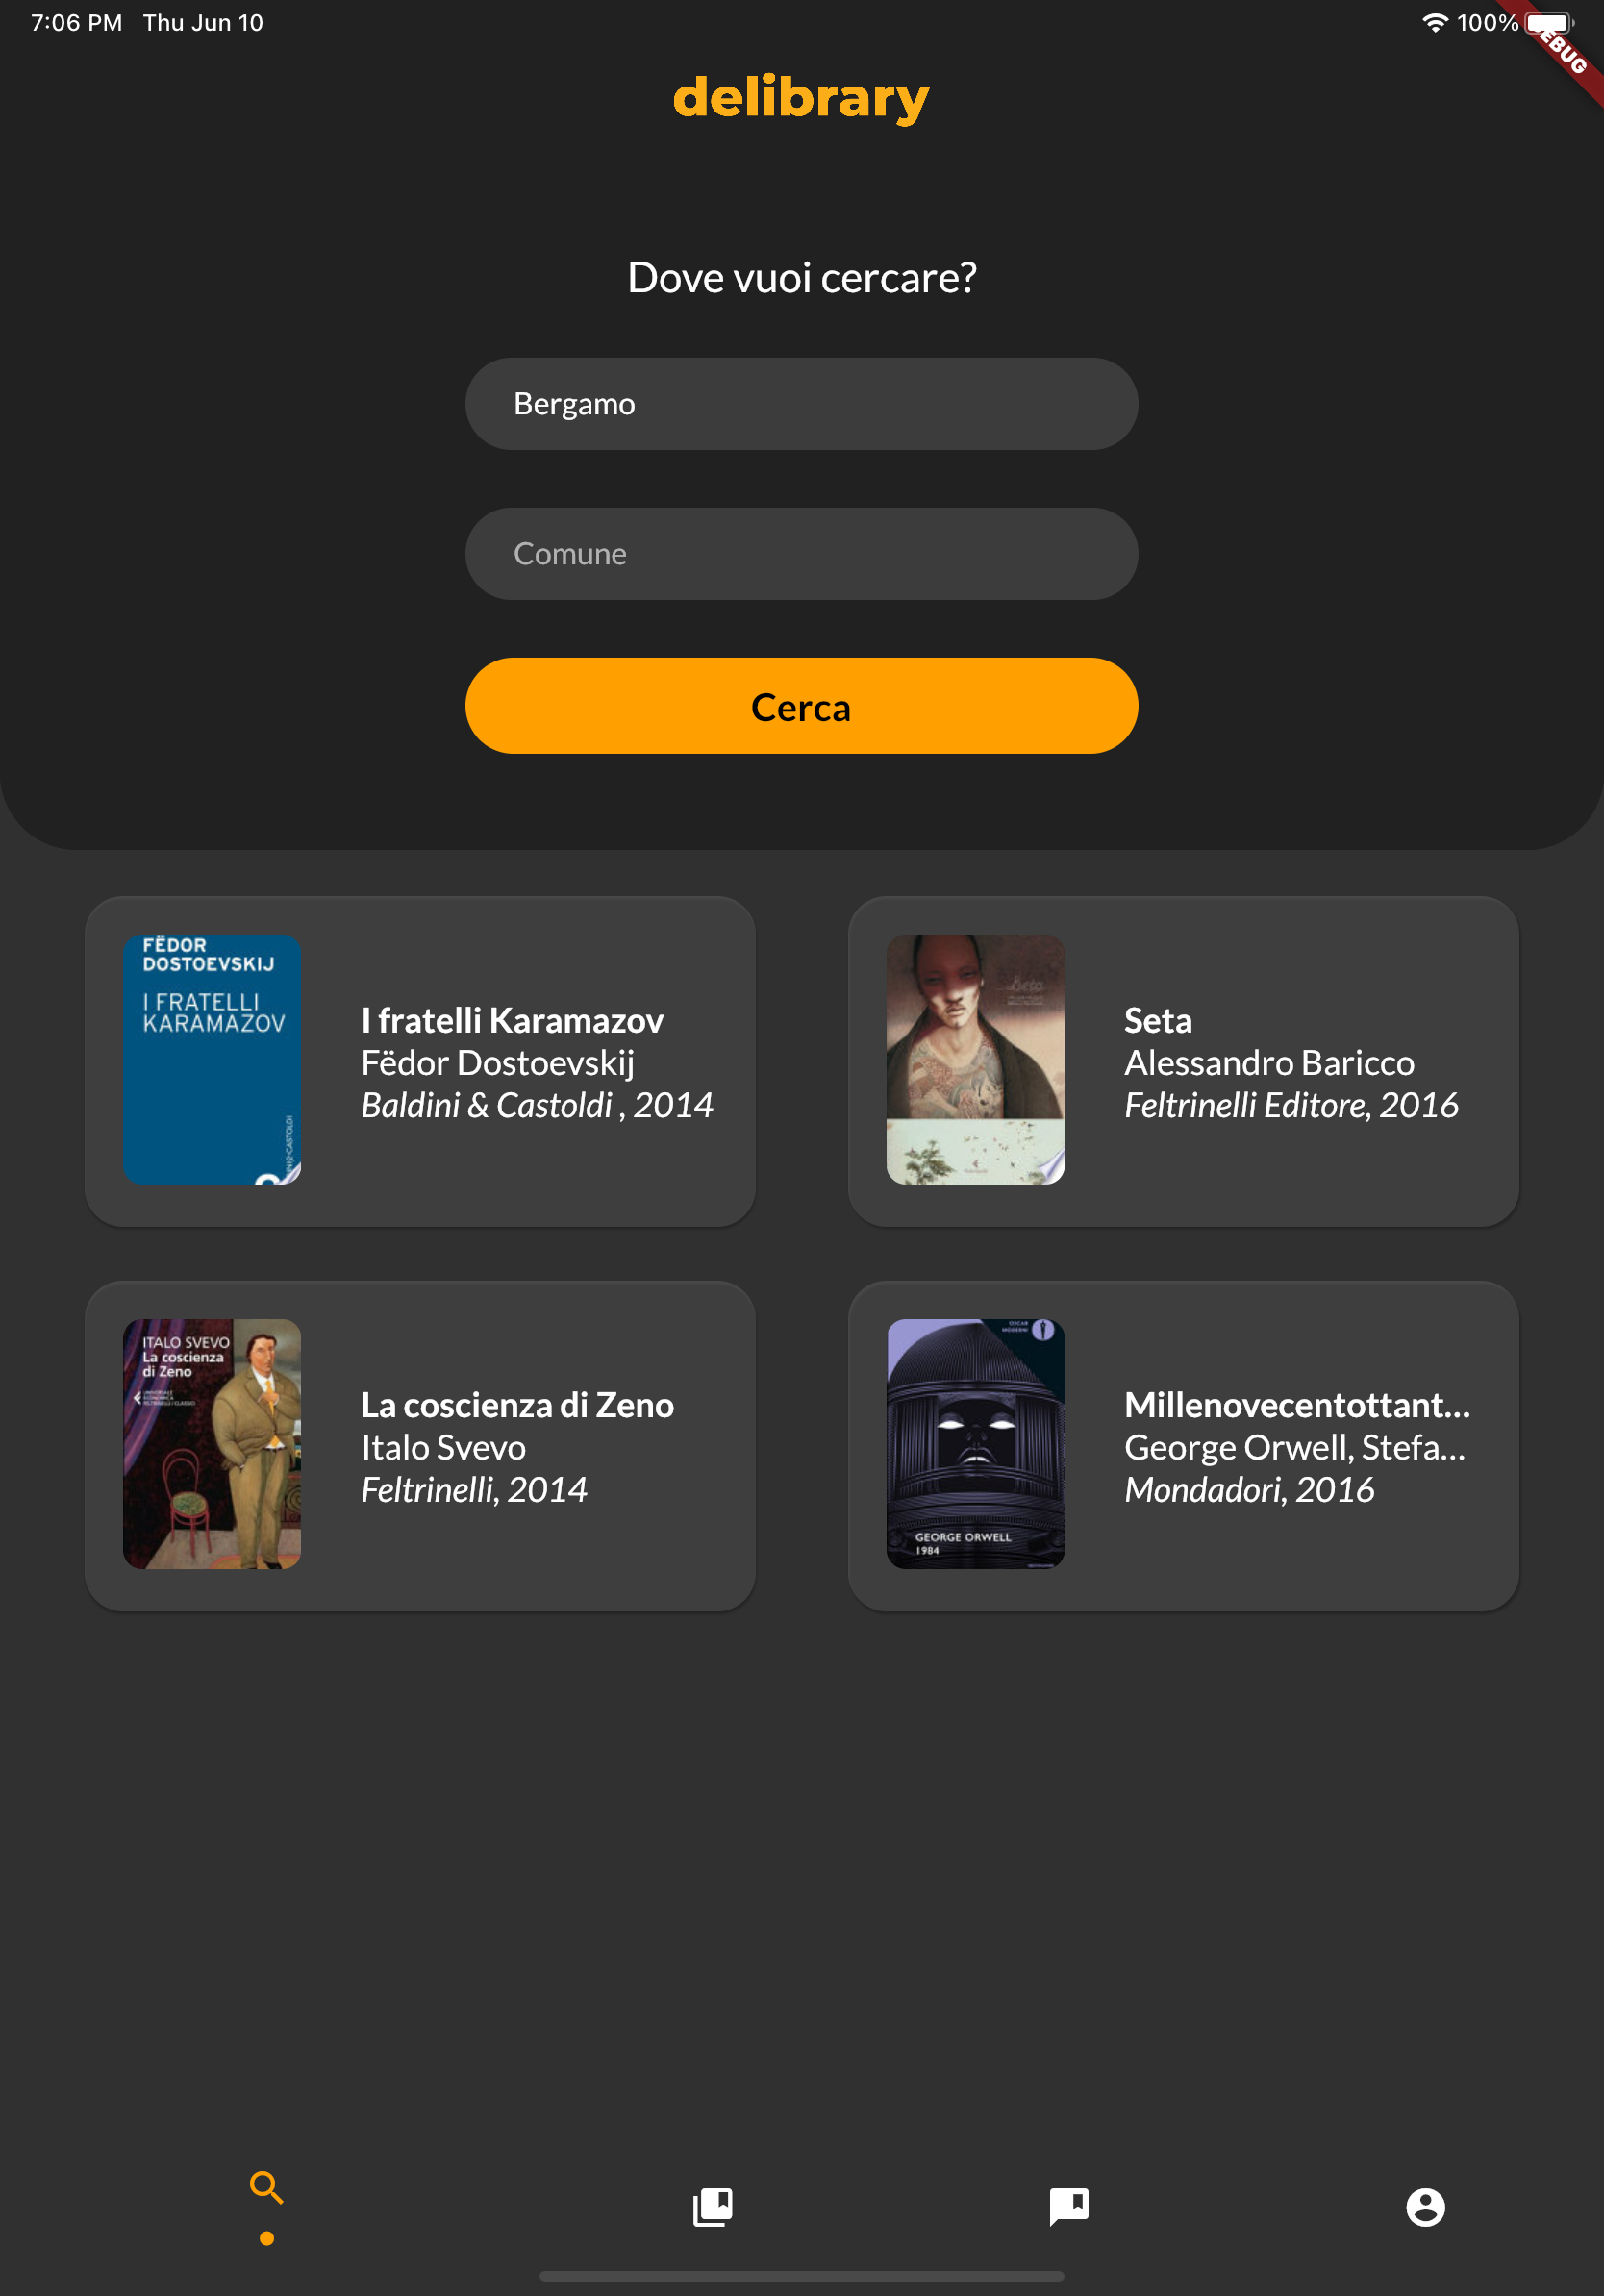 7:06 PM Thu Jun 10
100%
EBUG
delibrary
Dove vuoi cercare?
Bergamo
Comune
Cerca
FËDOR
DOSTOEVSKIJ
I FRATELLI
KARAMAZOV
I fratelli Karamazov
Fëdor Dostoevskij
Baldini & Castoldi , 2014
Seta
Seta
Alessandro Baricco
Feltrinelli Editore, 2016
ITALO SVEVO
La coscienza
di Zeno
La coscienza di Zeno
Italo Svevo
Feltrinelli, 2014
OSCAR
MODERNI
GEORGE ORWELL
1984
Millenovecentottant...
George Orwell, Stefa...
Mondadori, 2016